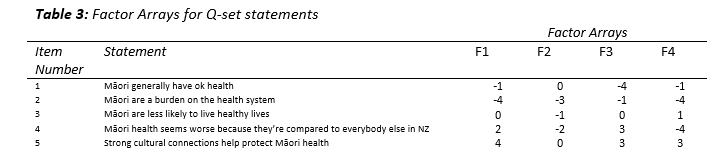 Table 3: Factor Arrays for Q-set statements
Factor Arrays
Item Number Statement F1 F2 F3 F4
1 Māori generally have ok health -1 0 -4 -1
2 Māori are a burden on the health system -4 -3 -1 -4
3 Māori are less likely to live healthy lives 0 -1 0 1
4 Māori health seems worse because they're compared to everybody else in NZ 2 -2 3 -4
5 Strong cultural connections help protect Māori health 4 0 3 3